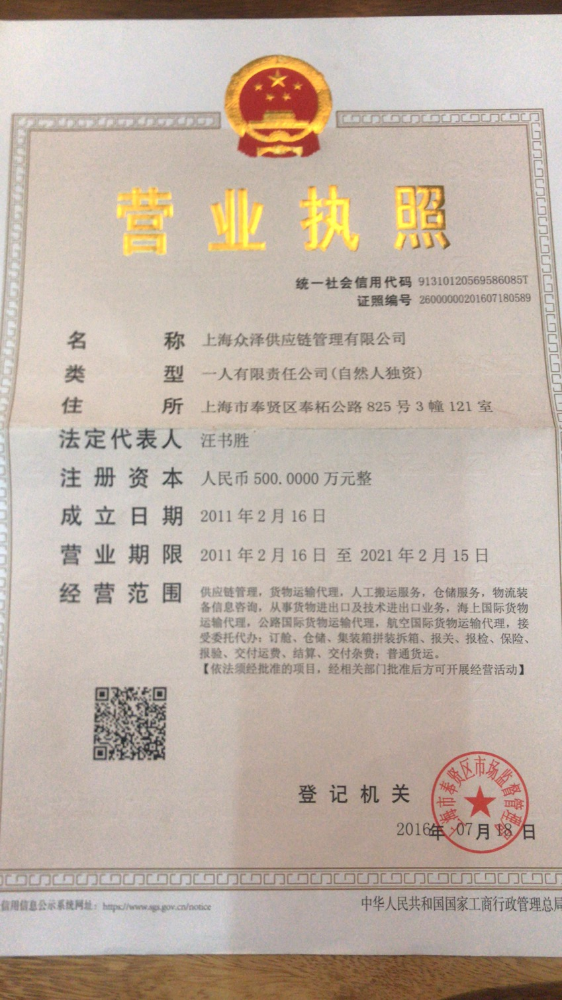 营业执照
统一社会信用代码 91310120569586085T
证照编号 26000000201607180589
名称 上海众泽供应链管理有限公司
类型 一人有限责任公司(自然人独资)
住所 上海市奉贤区奉柘公路825号3幢121室
法定代表人 汪书胜
注册资本 人民币500.0000万元整
成立日期 2011年2月16日
营业期限 2011年2月16日 至 2021年2月15日
经营范围 供应链管理，货物运输代理，人工搬运服务，仓储服务，物流装
备信息咨询，从事货物进出口及技术进出口业务，海上国际货物
运输代理，公路国际货物运输代理，航空国际货物运输代理，接
受委托代办：订舱、仓储、集装箱拼装拆箱、报关、报检、保险、
报验、交付运费、结算、交付杂费；普通货运。
【依法须经批准的项目，经相关部门批准后方可开展经营活动】
上海市奉贤区市场监督管理局
登记机关
2016年07月18日
信用信息公示系统网址：https://www.sgs.gov.cn/notice
中华人民共和国国家工商行政管理总局